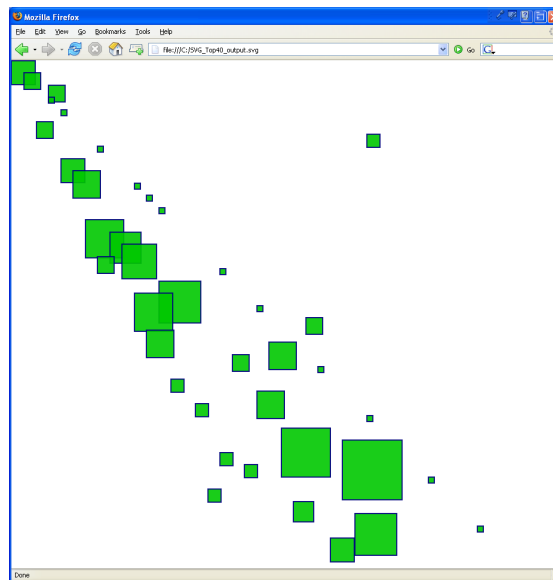 Mozilla Firefox
File Edit View Go Bookmarks Tools Help
file:///C:/SVG_Top40_output.svg Go G
Done